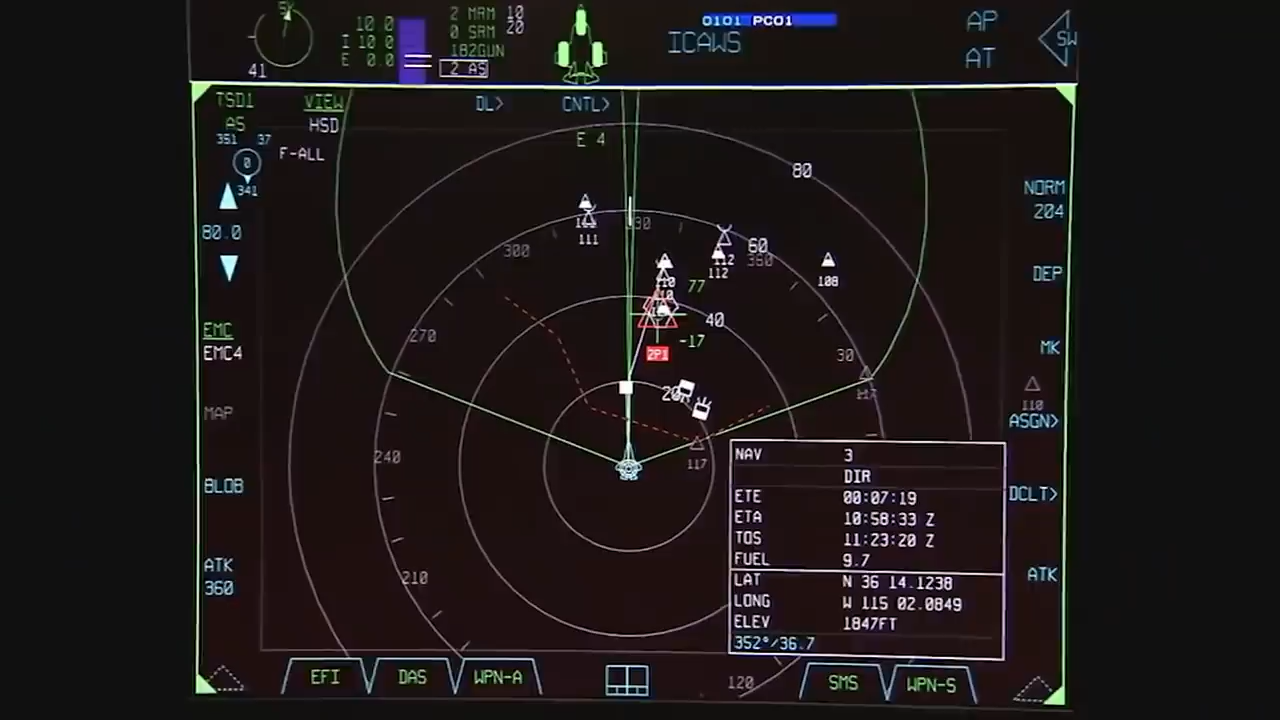 5K
41
10 0
I 10 0
E 0.0
2 MRM 10
0 SRM 20
182GUN
2 AS
0101 PC01
ICAWS
AP
AT
SW
TSD1
VIEW
DL>
CNTL>
AS
HSD
351 37
F-ALL
0
341
E 4
80
NORM
204
80.0
111
300
330
60
360
112
112
108
DEP
110
77
40
-17
EMC
EMC4
270
30
MK
2P1
20
117
110
ASGN>
MAP
240
117
BLOB
DCLT>
NAV 3
DIR
ETE 00:07:19
ETA 10:58:33 Z
TOS 11:23:20 Z
FUEL 9.7
LAT N 36 14.1238
LONG W 115 02.0849
ELEV 1847FT
352°/36.7
ATK
360
210
ATK
EFI
DAS
WPN-A
120
SMS
WPN-S